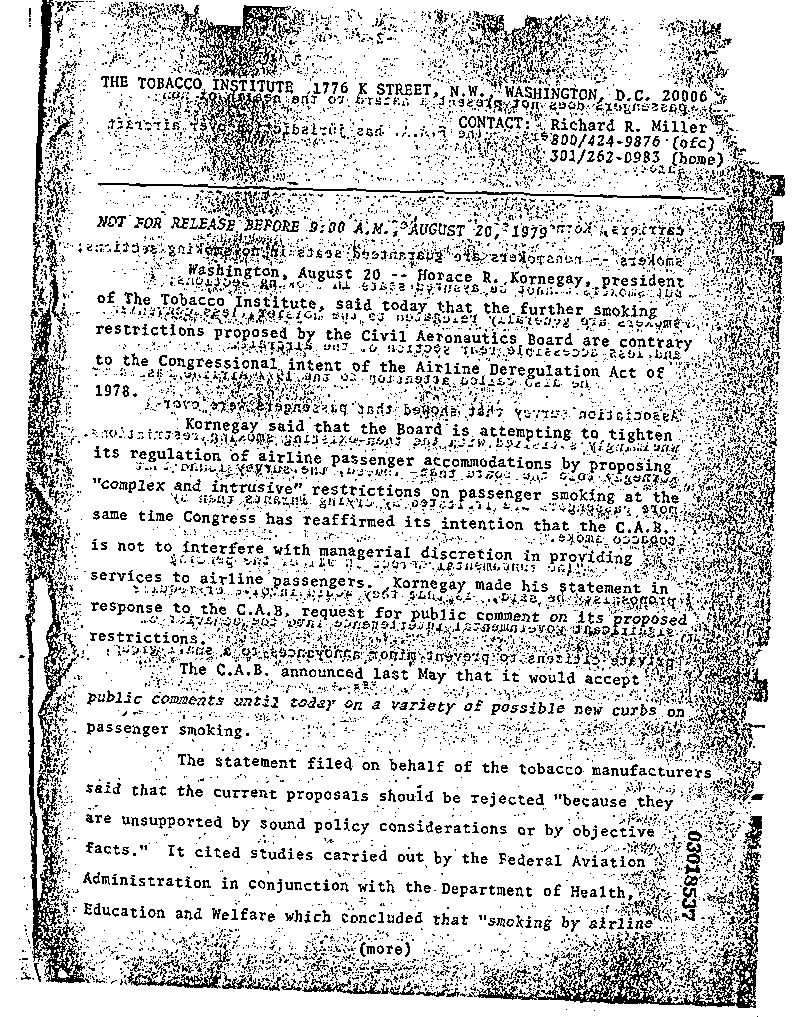 THE TOBACCO INSTITUTE 1776 K STREET, N.W., WASHINGTON, D.C. 20006
CONTACT: Richard R. Miller
800/424-9876 (ofc)
301/262-0983 (home)
NOT FOR RELEASE BEFORE 9:00 A.M., AUGUST 20, 1979
Washington, August 20 -- Horace R. Kornegay, president
of The Tobacco Institute, said today that the further smoking
restrictions proposed by the Civil Aeronautics Board are contrary
to the Congressional intent of the Airline Deregulation Act of
1978.
Kornegay said that the Board is attempting to tighten
its regulation of airline passenger accommodations by proposing
"complex and intrusive" restrictions on passenger smoking at the
same time Congress has reaffirmed its intention that the C.A.B.
is not to interfere with managerial discretion in providing
services to airline passengers. Kornegay made his statement in
response to the C.A.B. request for public comment on its proposed
restrictions.
The C.A.B. announced last May that it would accept
public comments until today on a variety of possible new curbs on
passenger smoking.
The statement filed on behalf of the tobacco manufacturers
said that the current proposals should be rejected "because they
are unsupported by sound policy considerations or by objective
facts." It cited studies carried out by the Federal Aviation
Administration in conjunction with the Department of Health,
Education and Welfare which concluded that "smoking by airline
(more)
03018537